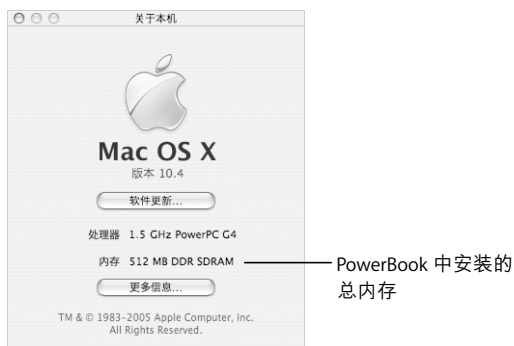 关于本机
Mac OS X
版本 10.4
软件更新...
处理器 1.5 GHz PowerPC G4
内存 512 MB DDR SDRAM
PowerBook 中安装的
总内存
更多信息...
TM & © 1983-2005 Apple Computer, Inc.
All Rights Reserved.